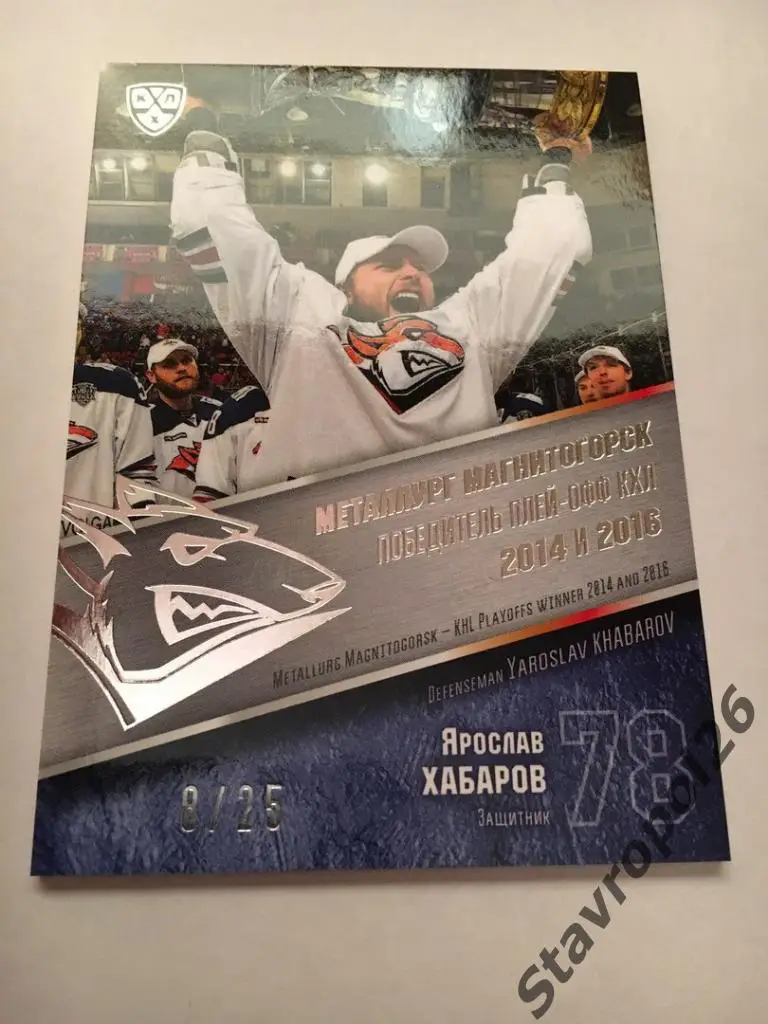 КХЛ
VOLGA
МЕТАЛЛУРГ МАГНИТОГОРСК
ПОБЕДИТЕЛЬ ПЛЕЙ-ОФФ КХЛ
2014 И 2016
METALLURG MAGNITOGORSK – KHL PLAYOFFS WINNER 2014 AND 2016
DEFENSEMAN YAROSLAV KHABAROV
ЯРОСЛАВ
ХАБАРОВ
ЗАЩИТНИК
78
8/25
Stavropol26